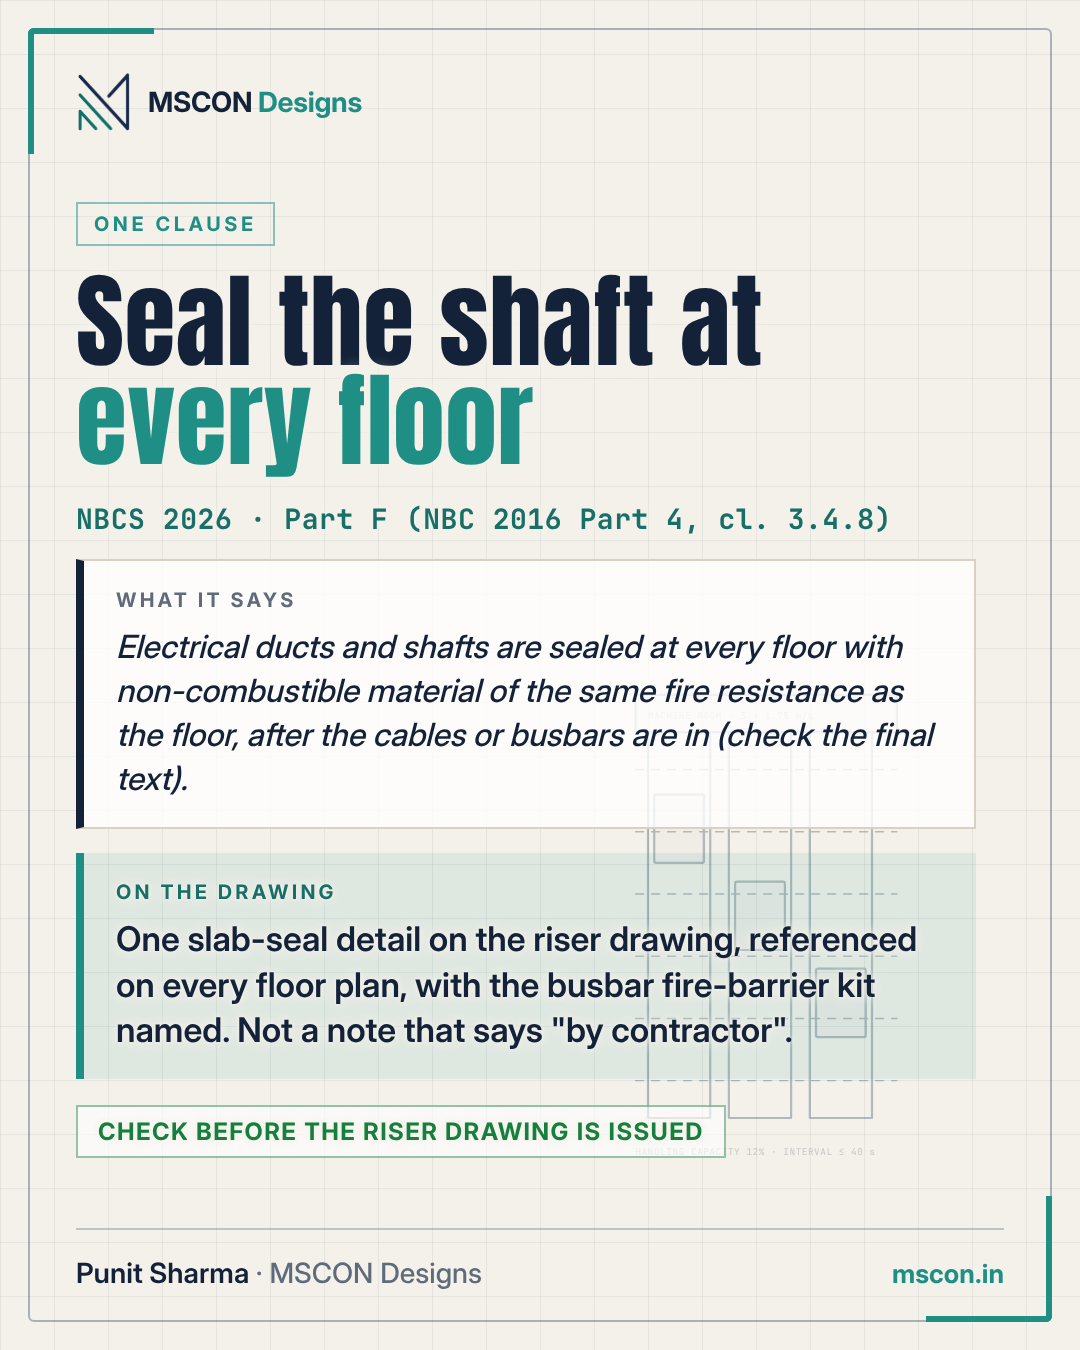 MSCON Designs
ONE CLAUSE
Seal the shaft at
every floor
NBCS 2026 · Part F (NBC 2016 Part 4, cl. 3.4.8)
WHAT IT SAYS
Electrical ducts and shafts are sealed at every floor with
non-combustible material of the same fire resistance as
the floor, after the cables or busbars are in (check the final
text).
ON THE DRAWING
One slab-seal detail on the riser drawing, referenced
on every floor plan, with the busbar fire-barrier kit
named. Not a note that says "by contractor".
CHECK BEFORE THE RISER DRAWING IS ISSUED
HANDLING CAPACITY 12% · INTERVAL ≤ 40 s
Punit Sharma · MSCON Designs
mscon.in